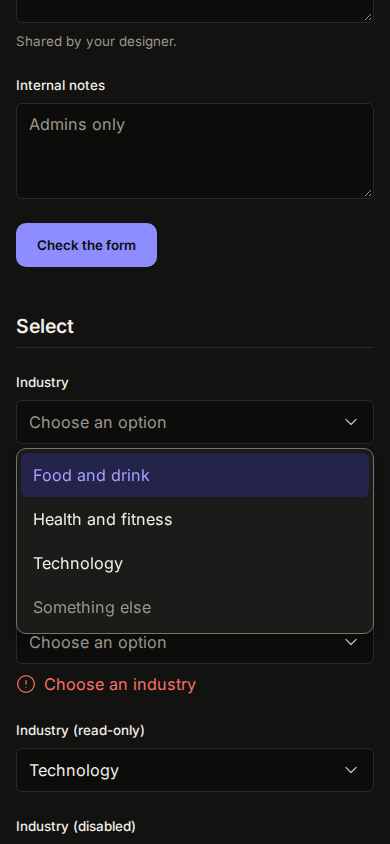 Shared by your designer.
Internal notes
Admins only
Check the form
Select
Industry
Choose an option
Food and drink
Health and fitness
Technology
Something else
Choose an option
Choose an industry
Industry (read-only)
Technology
Industry (disabled)